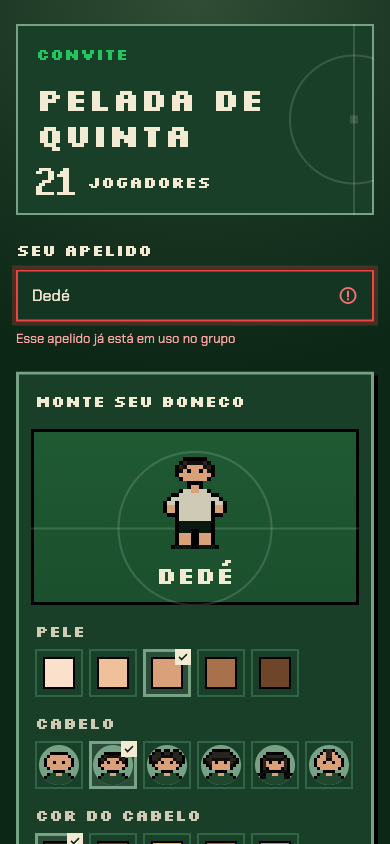 CONVITE
PELADA DE
QUINTA
21 JOGADORES
SEU APELIDO
Dedé
Esse apelido já está em uso no grupo
MONTE SEU BONECO
DEDÉ
PELE
CABELO
COR DO CABELO